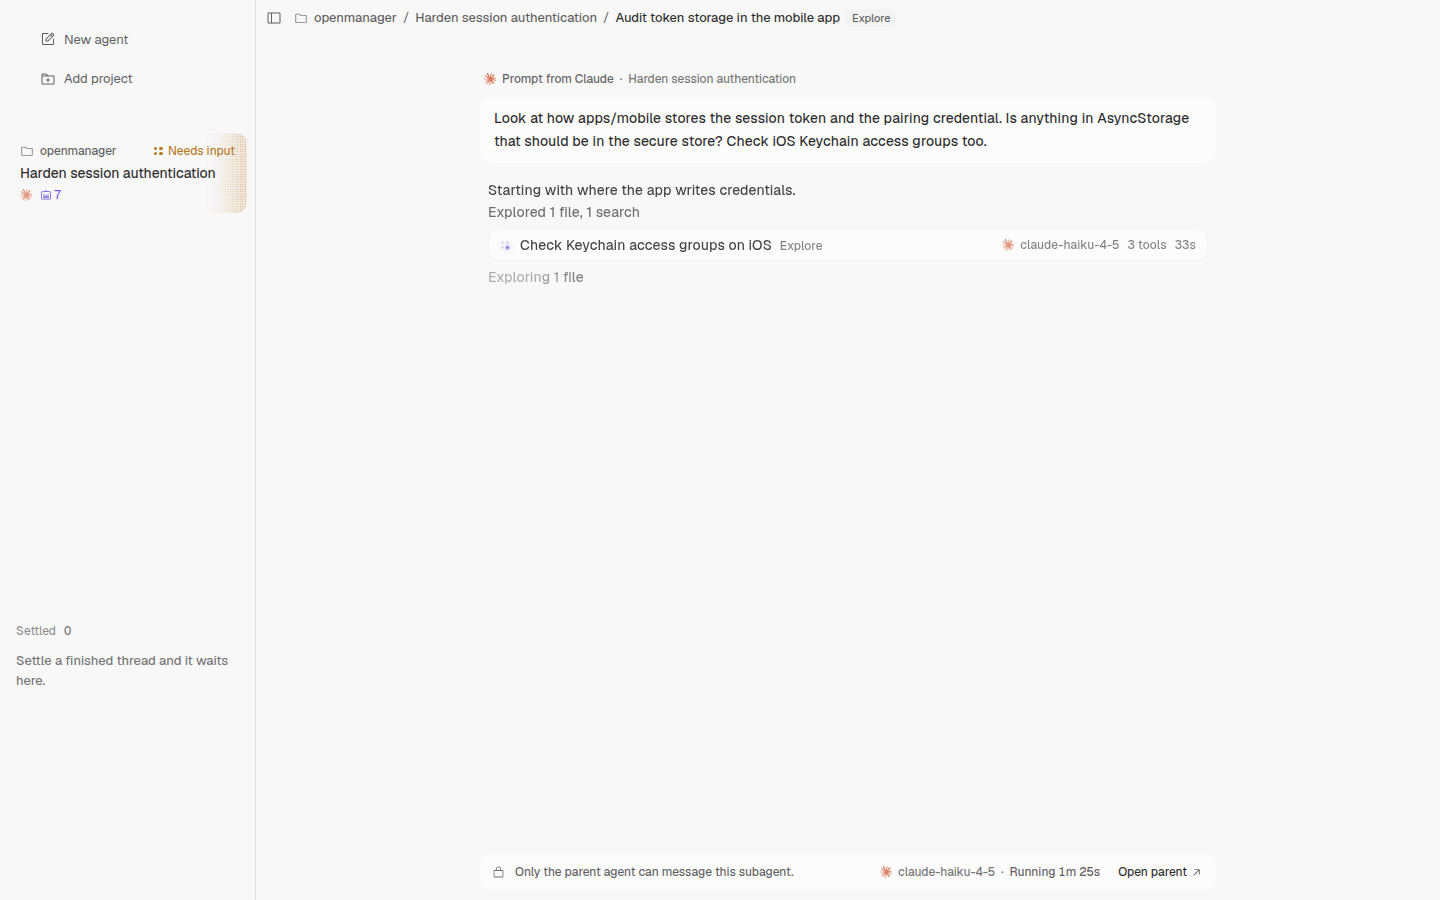 New agent
Add project
openmanager
Needs input
Harden session authentication
7
Settled 0
Settle a finished thread and it waits
here.
openmanager / Harden session authentication / Audit token storage in the mobile app Explore
Prompt from Claude · Harden session authentication
Look at how apps/mobile stores the session token and the pairing credential. Is anything in AsyncStorage
that should be in the secure store? Check iOS Keychain access groups too.
Starting with where the app writes credentials.
Explored 1 file, 1 search
Check Keychain access groups on iOS Explore claude-haiku-4-5 3 tools 33s
Exploring 1 file
Only the parent agent can message this subagent. claude-haiku-4-5 · Running 1m 25s Open parent